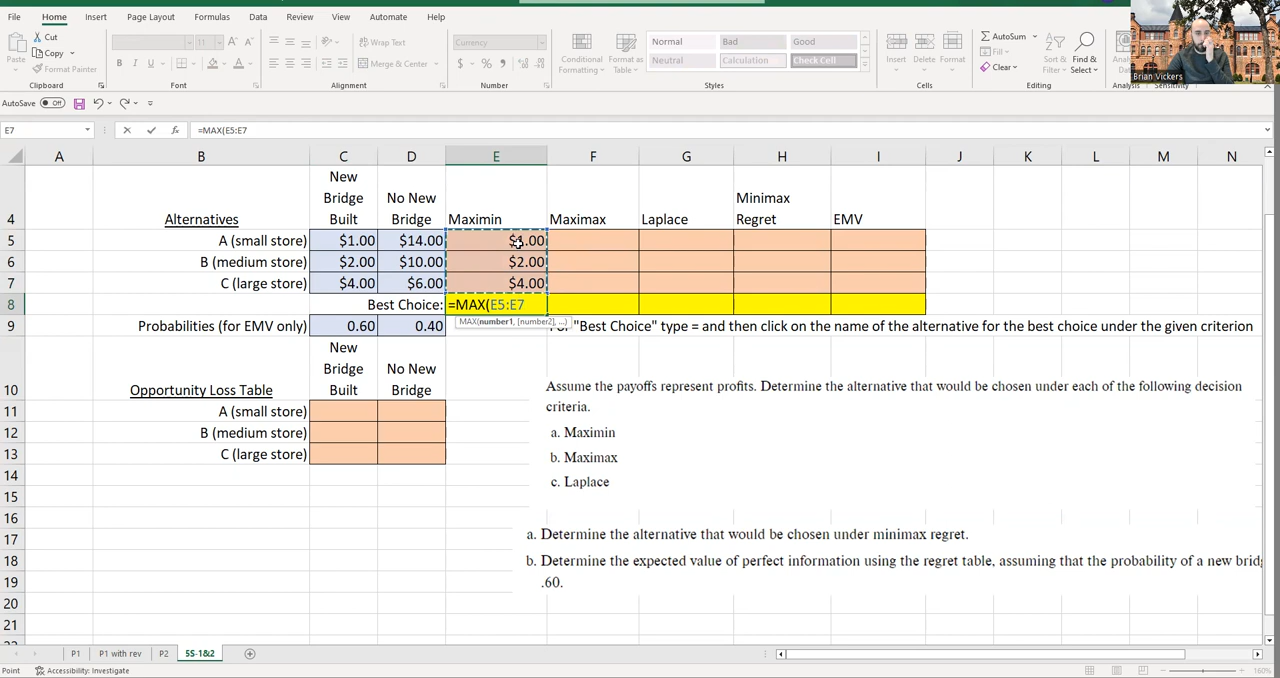 File Home Insert Page Layout Formulas Data Review View Automate Help
Cut
Copy
Format Painter
Paste
Wrap Text
Merge & Center
Currency
Conditional Formatting
Format as Table
Normal Bad Good
Neutral Calculation Check Cell
Insert Delete Format
AutoSum
Fill
Clear
Sort & Filter
Find & Select
Brian Vickers
Clipboard Font Alignment Number Styles Cells Editing Analysis Sensitivity
AutoSave Off
E7 fx =MAX(E5:E7
A B C D E F G H I J K L M N
4 Alternatives New Bridge Built No New Bridge Maximin Maximax Laplace Minimax Regret EMV
5 A (small store) $1.00 $14.00 $1.00
6 B (medium store) $2.00 $10.00 $2.00
7 C (large store) $4.00 $6.00 $4.00
8 Best Choice: =MAX(E5:E7
MAX(number1, [number2], ...)
9 Probabilities (for EMV only) 0.60 0.40 "Best Choice" type = and then click on the name of the alternative for the best choice under the given criterion
10 Opportunity Loss Table New Bridge Built No New Bridge
11 A (small store)
12 B (medium store)
13 C (large store)
14
15
16
17
18
19
20
21
Assume the payoffs represent profits. Determine the alternative that would be chosen under each of the following decision
criteria.
a. Maximin
b. Maximax
c. Laplace
a. Determine the alternative that would be chosen under minimax regret.
b. Determine the expected value of perfect information using the regret table, assuming that the probability of a new
.60.
P1 P1 with rev P2 5S-1&2
Point Accessibility: Investigate 160%